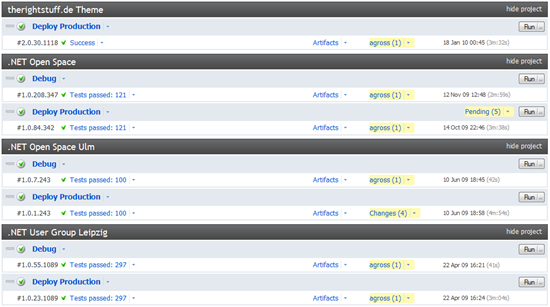 therightstuff.de Theme hide project
Deploy Production Run ...
#2.0.30.1118 Success Artifacts agross (1) 18 Jan 10 00:45 (3m:32s)
.NET Open Space hide project
Debug Run ...
#1.0.208.347 Tests passed: 121 Artifacts agross (1) 12 Nov 09 12:48 (2m:59s)
Deploy Production Pending (5) Run ...
#1.0.84.342 Tests passed: 121 Artifacts agross (1) 14 Oct 09 22:46 (3m:38s)
.NET Open Space Ulm hide project
Debug Run ...
#1.0.7.243 Tests passed: 100 Artifacts agross (1) 10 Jun 09 18:45 (42s)
Deploy Production Run ...
#1.0.1.243 Tests passed: 100 Artifacts Changes (4) 10 Jun 09 18:58 (4m:54s)
.NET User Group Leipzig hide project
Debug Run ...
#1.0.55.1089 Tests passed: 297 Artifacts agross (1) 22 Apr 09 16:21 (41s)
Deploy Production Run ...
#1.0.23.1089 Tests passed: 297 Artifacts agross (1) 22 Apr 09 16:24 (3m:04s)